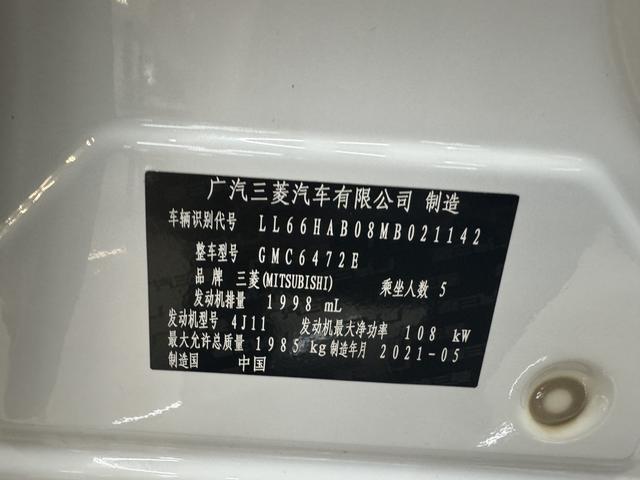 广汽三菱汽车有限公司 制造
车辆识别代号 LL66HAB08MB021142
整车型号 GMC6472E
品牌 三菱(MITSUBISHI) 乘坐人数 5
发动机排量 1998 mL
发动机型号 4J11 发动机最大净功率 108 kW
最大允许总质量 1985 kg 制造年月 2021-05
制造国 中国